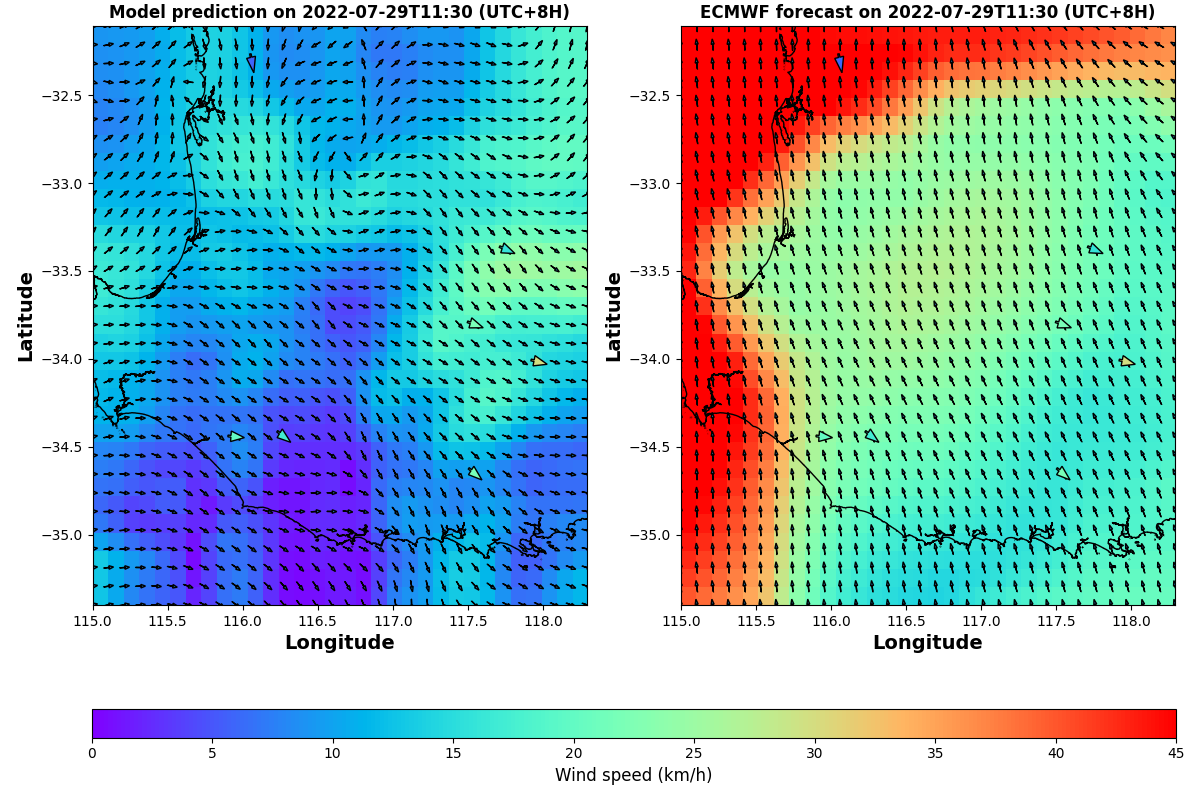 Model prediction on 2022-07-29T11:30 (UTC+8H)
ECMWF forecast on 2022-07-29T11:30 (UTC+8H)
Latitude
−32.5
−33.0
−33.5
−34.0
−34.5
−35.0
115.0 115.5 116.0 116.5 117.0 117.5 118.0
Longitude
Latitude
−32.5
−33.0
−33.5
−34.0
−34.5
−35.0
115.0 115.5 116.0 116.5 117.0 117.5 118.0
Longitude
0 5 10 15 20 25 30 35 40 45
Wind speed (km/h)